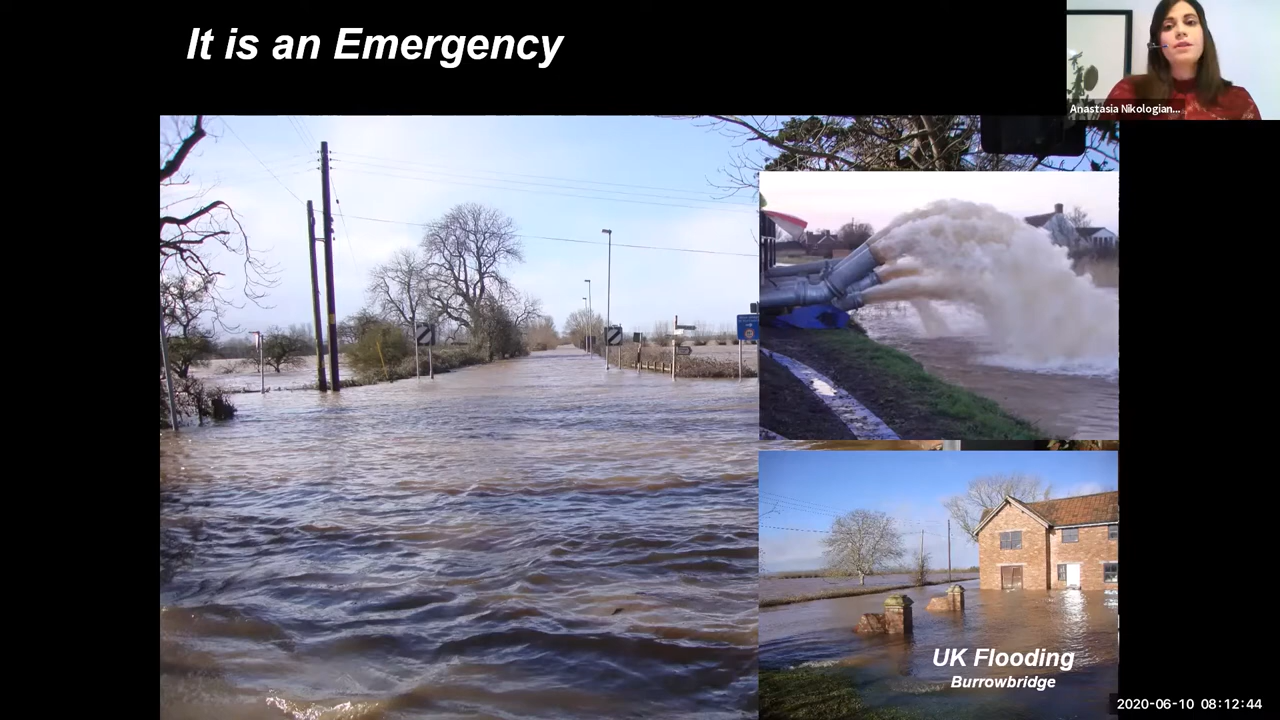 It is an Emergency
Anastasia Nikologian...
UK Flooding
Burrowbridge
2020-06-10 08:12:44